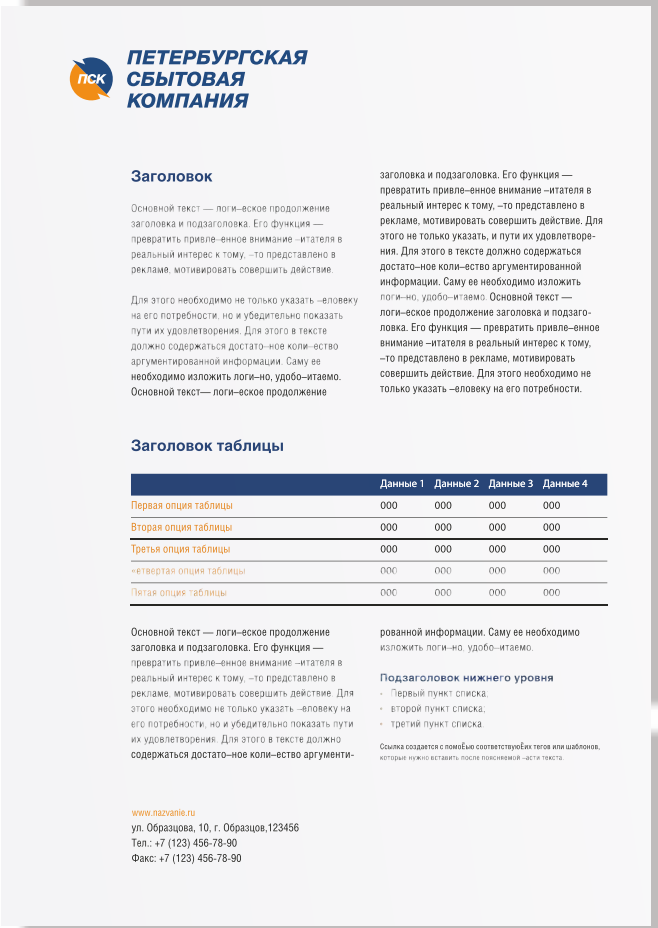 ПСК
ПЕТЕРБУРГСКАЯ
СБЫТОВАЯ
КОМПАНИЯ
Заголовок
Основной текст — логи–еское продолжение
заголовка и подзаголовка. Его функция —
превратить привле–енное внимание –итателя в
реальный интерес к тому, –то представлено в
рекламе, мотивировать совершить действие.
Для этого необходимо не только указать –еловеку
на его потребности, но и убедительно показать
пути их удовлетворения. Для этого в тексте
должно содержаться достато–ное коли–ество
аргументированной информации. Саму ее
необходимо изложить логи–но, удобо–итаемо.
Основной текст— логи–еское продолжение
заголовка и подзаголовка. Его функция —
превратить привле–енное внимание –итателя в
реальный интерес к тому, –то представлено в
рекламе, мотивировать совершить действие. Для
этого не только указать, и пути их удовлетворе-
ния. Для этого в тексте должно содержаться
достато–ное коли–ество аргументированной
информации. Саму ее необходимо изложить
логи–но, удобо–итаемо. Основной текст —
логи–еское продолжение заголовка и подзаго-
ловка. Его функция — превратить привле–енное
внимание –итателя в реальный интерес к тому,
–то представлено в рекламе, мотивировать
совершить действие. Для этого необходимо не
только указать –еловеку на его потребности.
Заголовок таблицы
Данные 1 Данные 2 Данные 3 Данные 4
Первая опция таблицы 000 000 000 000
Вторая опция таблицы 000 000 000 000
Третья опция таблицы 000 000 000 000
–етвертая опция таблицы 000 000 000 000
Пятая опция таблицы 000 000 000 000
Основной текст — логи–еское продолжение
заголовка и подзаголовка. Его функция —
превратить привле–енное внимание –итателя в
реальный интерес к тому, –то представлено в
рекламе, мотивировать совершить действие. Для
этого необходимо не только указать –еловеку на
его потребности, но и убедительно показать пути
их удовлетворения. Для этого в тексте должно
содержаться достато–ное коли–ество аргументи-
рованной информации. Саму ее необходимо
изложить логи–но, удобо–итаемо.
Подзаголовок нижнего уровня
- Первый пункт списка;
- второй пункт списка;
- третий пункт списка.
Ссылка создается с помоЁью соответствуюЁих тегов или шаблонов,
которые нужно вставить после поясняемой –асти текста.
www.nazvanie.ru
ул. Образцова, 10, г. Образцов,123456
Тел.: +7 (123) 456-78-90
Факс: +7 (123) 456-78-90